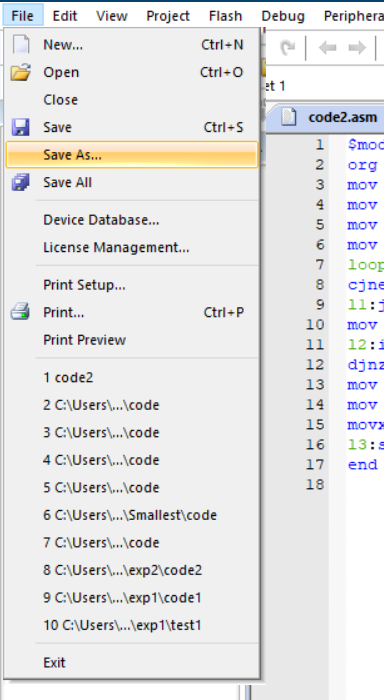 File Edit View Project Flash Debug Periphera
New... Ctrl+N
Open Ctrl+O
et 1
Close
Save Ctrl+S
code2.asm
Save As...
Save All
Device Database...
License Management...
Print Setup...
Print... Ctrl+P
Print Preview
1 code2
2 C:\Users\...\code
3 C:\Users\...\code
4 C:\Users\...\code
5 C:\Users\...\code
6 C:\Users\...\Smallest\code
7 C:\Users\...\code
8 C:\Users\...\exp2\code2
9 C:\Users\...\exp1\code1
10 C:\Users\...\exp1\test1
Exit
1 $mod
2 org
3 mov
4 mov
5 mov
6 mov
7 loop
8 cjne
9 l1:j
10 mov
11 l2:i
12 djnz
13 mov
14 mov
15 movx
16 l3:s
17 end
18